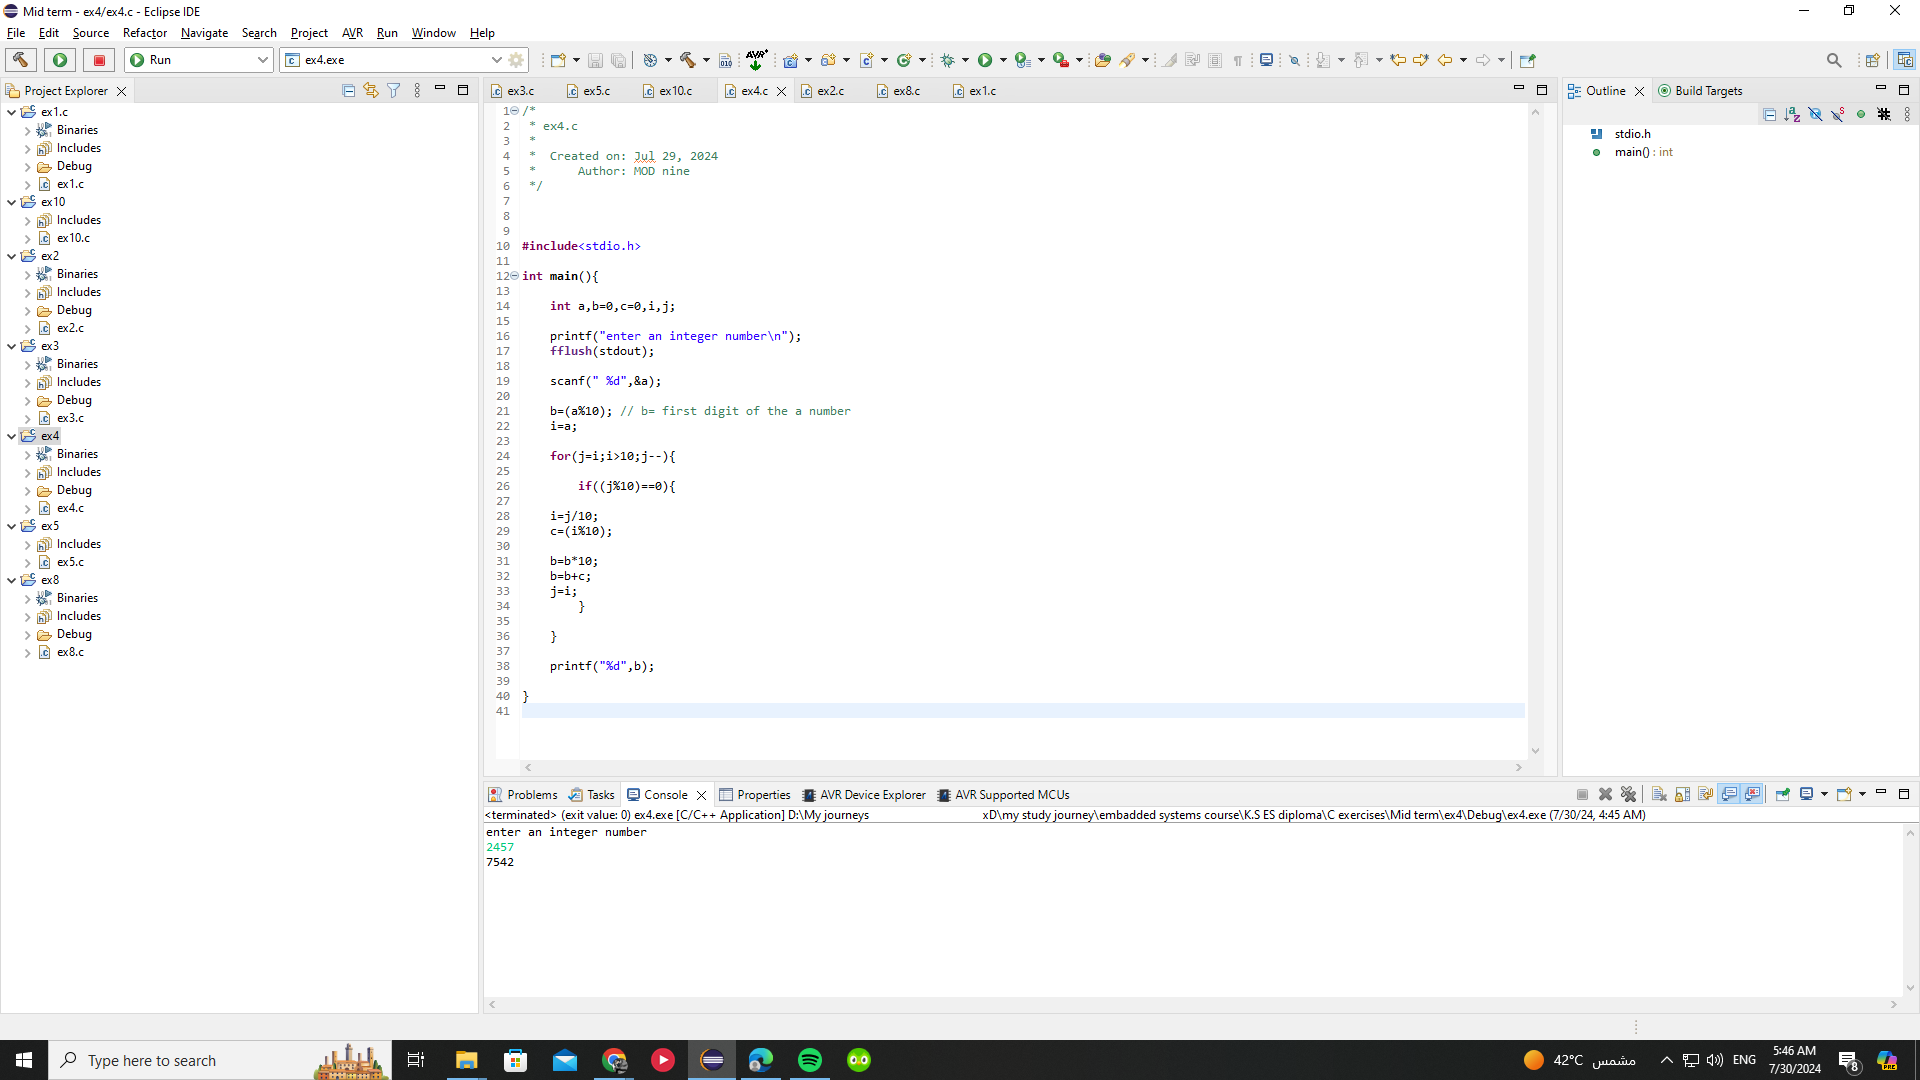 Mid term - ex4/ex4.c - Eclipse IDE
File Edit Source Refactor Navigate Search Project AVR Run Window Help
Run
ex4.exe
Project Explorer
ex1.c
Binaries
Includes
Debug
ex1.c
ex10
Includes
ex10.c
ex2
Binaries
Includes
Debug
ex2.c
ex3
Binaries
Includes
Debug
ex3.c
ex4
Binaries
Includes
Debug
ex4.c
ex5
Includes
ex5.c
ex8
Binaries
Includes
Debug
ex8.c
ex3.c ex5.c ex10.c ex4.c ex2.c ex8.c ex1.c
1 /*
2 * ex4.c
3 *
4 * Created on: Jul 29, 2024
5 * Author: MOD nine
6 */
7
8
9
10 #include<stdio.h>
11
12 int main(){
13
14 int a,b=0,c=0,i,j;
15
16 printf("enter an integer number\n");
17 fflush(stdout);
18
19 scanf(" %d",&a);
20
21 b=(a%10); // b= first digit of the a number
22 i=a;
23
24 for(j=i;i>10;j--){
25
26 if((j%10)==0){
27
28 i=j/10;
29 c=(i%10);
30
31 b=b*10;
32 b=b+c;
33 j=i;
34 }
35
36 }
37
38 printf("%d",b);
39
40 }
41
Outline Build Targets
stdio.h
main() : int
Problems Tasks Console Properties AVR Device Explorer AVR Supported MCUs
<terminated> (exit value: 0) ex4.exe [C/C++ Application] D:\My journeys xD\my study journey\embadded systems course\K.S ES diploma\C exercises\Mid term\ex4\Debug\ex4.exe (7/30/24, 4:45 AM)
enter an integer number
2457
7542
Type here to search
42°C مشمس
ENG
5:46 AM
7/30/2024
8